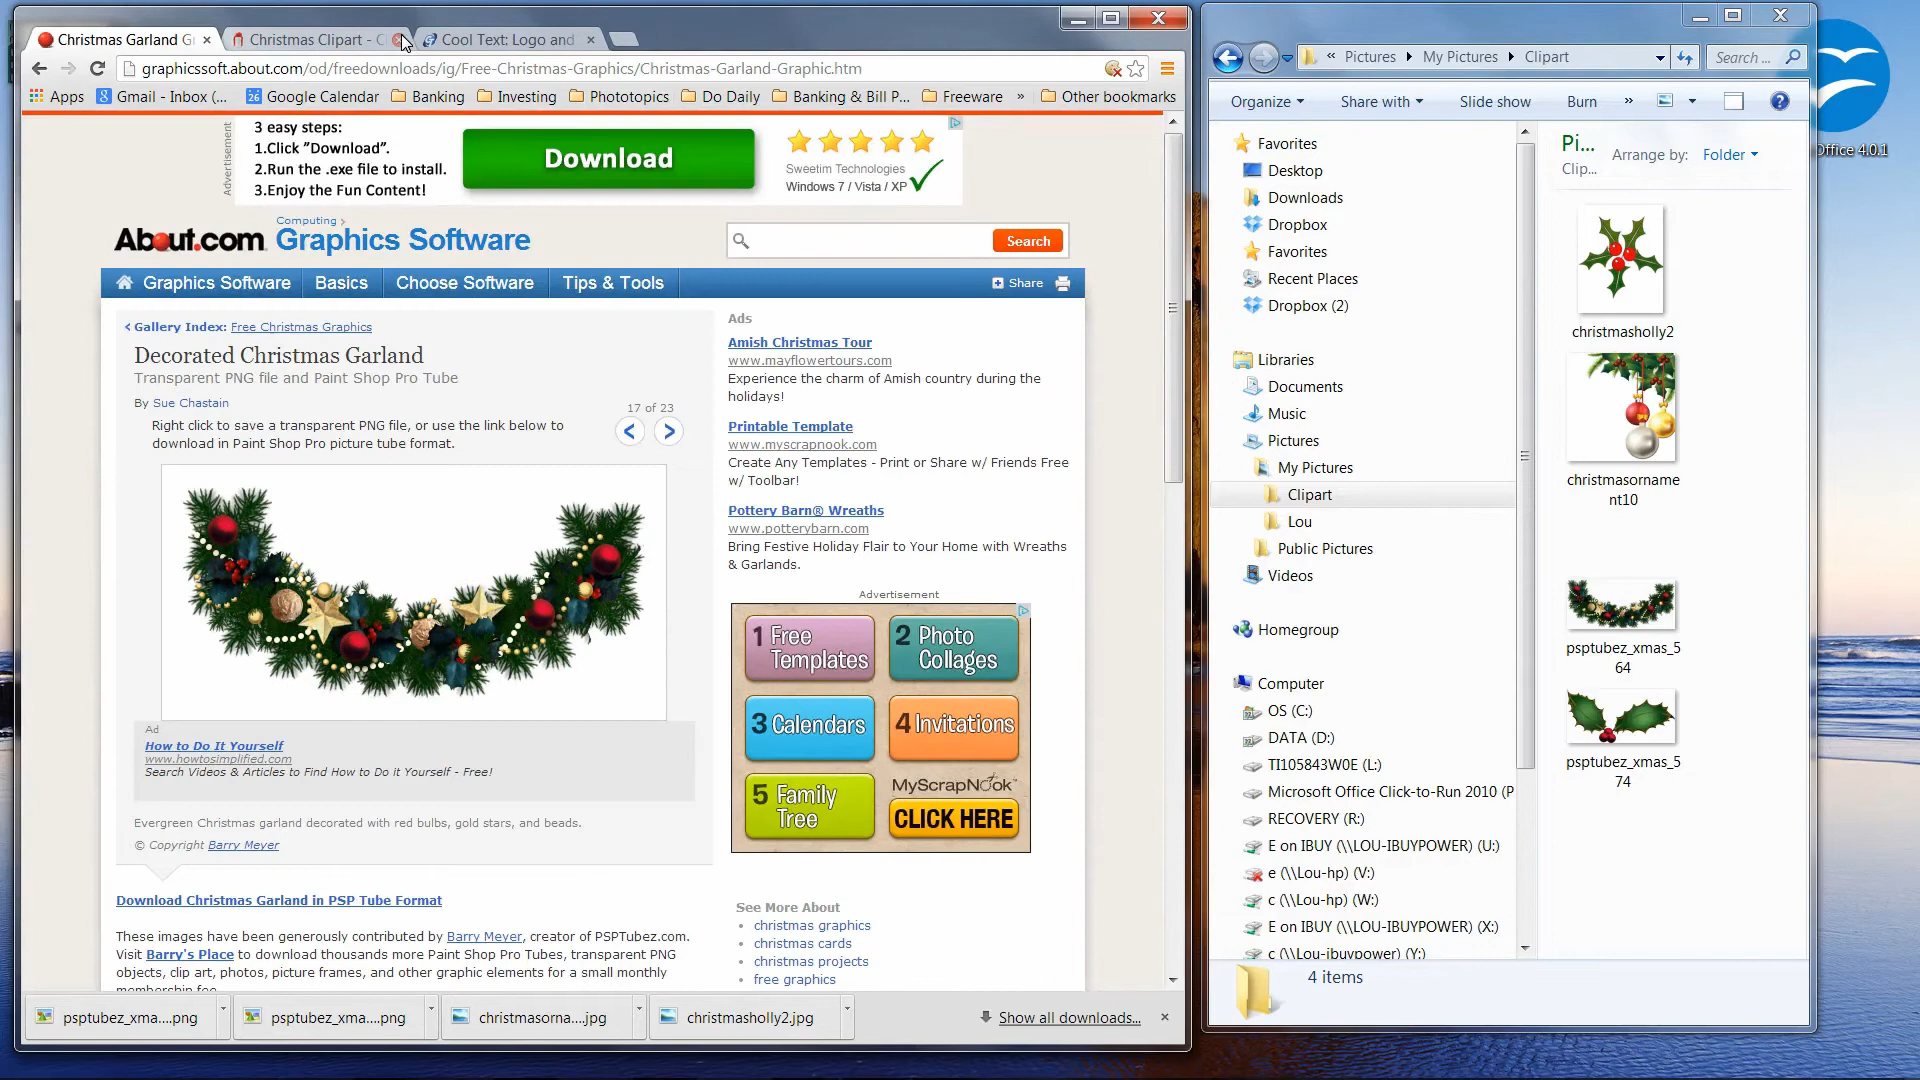 Christmas Garland Gr
Christmas Clipart - C
Cool Text: Logo and
graphicssoft.about.com/od/freedownloads/ig/Free-Christmas-Graphics/Christmas-Garland-Graphic.htm
Apps
Gmail - Inbox (...
26 Google Calendar
Banking
Investing
Phototopics
Do Daily
Banking & Bill P...
Freeware
»
Other bookmarks
Advertisement
3 easy steps:
1.Click "Download".
2.Run the .exe file to install.
3.Enjoy the Fun Content!
Download
Sweetim Technologies
Windows 7 / Vista / XP
About.com
Computing ›
Graphics Software
Search
Graphics Software
Basics
Choose Software
Tips & Tools
Share
‹ Gallery Index: Free Christmas Graphics
Decorated Christmas Garland
Transparent PNG file and Paint Shop Pro Tube
By Sue Chastain
17 of 23
Right click to save a transparent PNG file, or use the link below to
download in Paint Shop Pro picture tube format.
Ad
How to Do It Yourself
www.howtosimplified.com
Search Videos & Articles to Find How to Do it Yourself - Free!
Evergreen Christmas garland decorated with red bulbs, gold stars, and beads.
© Copyright Barry Meyer
Download Christmas Garland in PSP Tube Format
These images have been generously contributed by Barry Meyer, creator of PSPTubez.com.
Visit Barry's Place to download thousands more Paint Shop Pro Tubes, transparent PNG
objects, clip art, photos, picture frames, and other graphic elements for a small monthly
membership fee.
Ads
Amish Christmas Tour
www.mayflowertours.com
Experience the charm of Amish country during the
holidays!
Printable Template
www.myscrapnook.com
Create Any Templates - Print or Share w/ Friends Free
w/ Toolbar!
Pottery Barn® Wreaths
www.potterybarn.com
Bring Festive Holiday Flair to Your Home with Wreaths
& Garlands.
Advertisement
1 Free
Templates
2 Photo
Collages
3 Calendars
4 Invitations
5 Family
Tree
MyScrapNook™
CLICK HERE
See More About
• christmas graphics
• christmas cards
• christmas projects
• free graphics
psptubez_xma....png
psptubez_xma....png
christmasorna....jpg
christmasholly2.jpg
Show all downloads...
« Pictures
My Pictures
Clipart
Search ...
Organize
Share with
Slide show
Burn
»
Favorites
Desktop
Downloads
Dropbox
Favorites
Recent Places
Dropbox (2)
Libraries
Documents
Music
Pictures
My Pictures
Clipart
Lou
Public Pictures
Videos
Homegroup
Computer
OS (C:)
DATA (D:)
TI105843W0E (L:)
Microsoft Office Click-to-Run 2010 (P
RECOVERY (R:)
E on IBUY (\\LOU-IBUYPOWER) (U:)
e (\\Lou-hp) (V:)
c (\\Lou-hp) (W:)
E on IBUY (\\LOU-IBUYPOWER) (X:)
c (\\Lou-ibuypower) (Y:)
Pi...
Clip...
Arrange by:
Folder
christmasholly2
christmasorname
nt10
psptubez_xmas_5
64
psptubez_xmas_5
74
4 items
Office 4.0.1